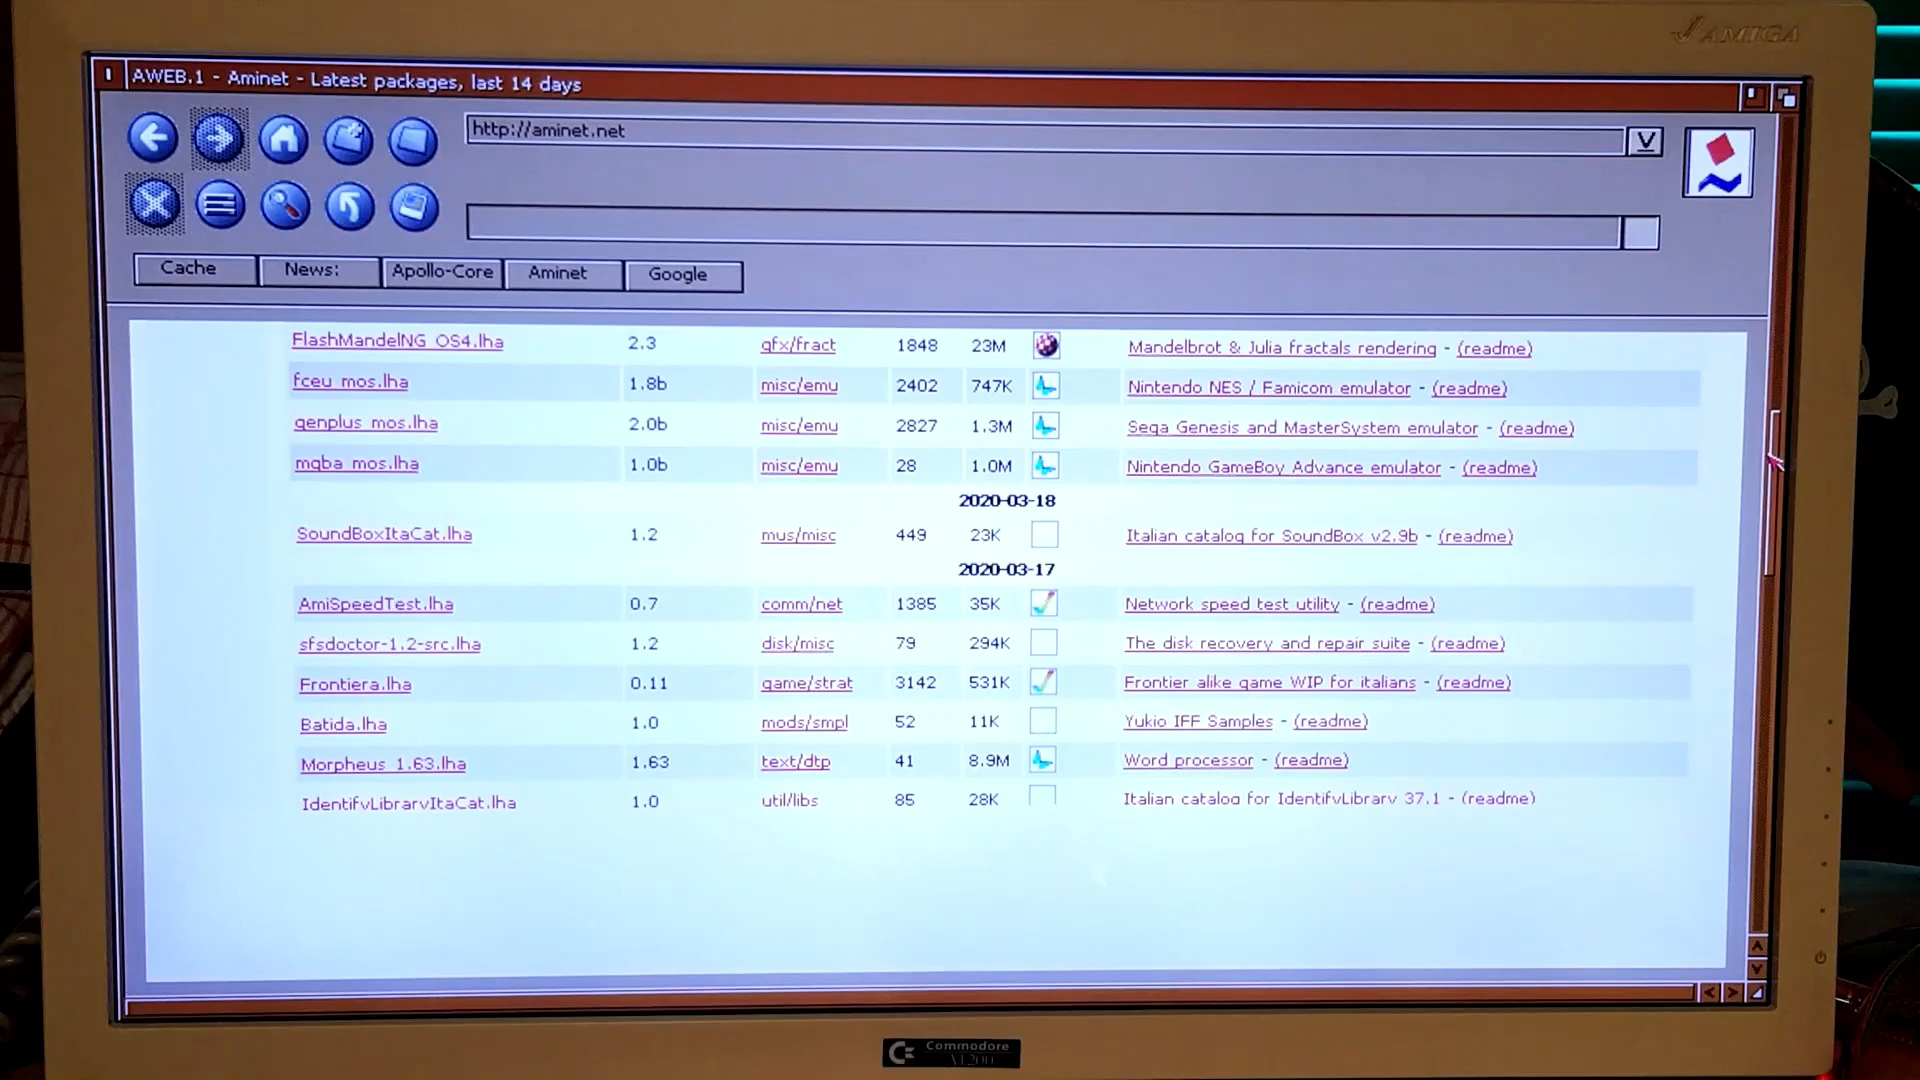 AMIGA
AWEB.1 - Aminet - Latest packages, last 14 days
http://aminet.net
V
Cache News: Apollo-Core Aminet Google
FlashMandelNG_OS4.lha 2.3 gfx/fract 1848 23M Mandelbrot & Julia fractals rendering - (readme)
fceu_mos.lha 1.8b misc/emu 2402 747K Nintendo NES / Famicom emulator - (readme)
genplus_mos.lha 2.0b misc/emu 2827 1.3M Sega Genesis and MasterSystem emulator - (readme)
mgba_mos.lha 1.0b misc/emu 28 1.0M Nintendo GameBoy Advance emulator - (readme)
2020-03-18
SoundBoxItaCat.lha 1.2 mus/misc 449 23K Italian catalog for SoundBox v2.9b - (readme)
2020-03-17
AmiSpeedTest.lha 0.7 comm/net 1385 35K Network speed test utility - (readme)
sfsdoctor-1.2-src.lha 1.2 disk/misc 79 294K The disk recovery and repair suite - (readme)
Frontiera.lha 0.11 game/strat 3142 531K Frontier alike game WIP for italians - (readme)
Batida.lha 1.0 mods/smpl 52 11K Yukio IFF Samples - (readme)
Morpheus_1.63.lha 1.63 text/dtp 41 8.9M Word processor - (readme)
IdentifyLibraryItaCat.lha 1.0 util/libs 85 28K Italian catalog for IdentifyLibrary 37.1 - (readme)
Commodore
A1200